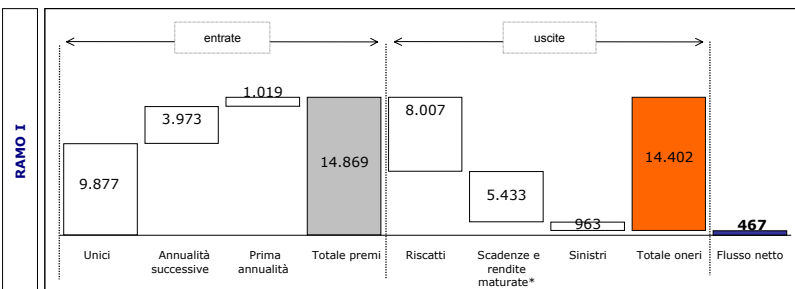 entrate
uscite
RAMO I
9.877
3.973
1.019
14.869
8.007
5.433
963
14.402
467
Unici
Annualità
successive
Prima
annualità
Totale premi
Riscatti
Scadenze e
rendite
maturate*
Sinistri
Totale oneri
Flusso netto